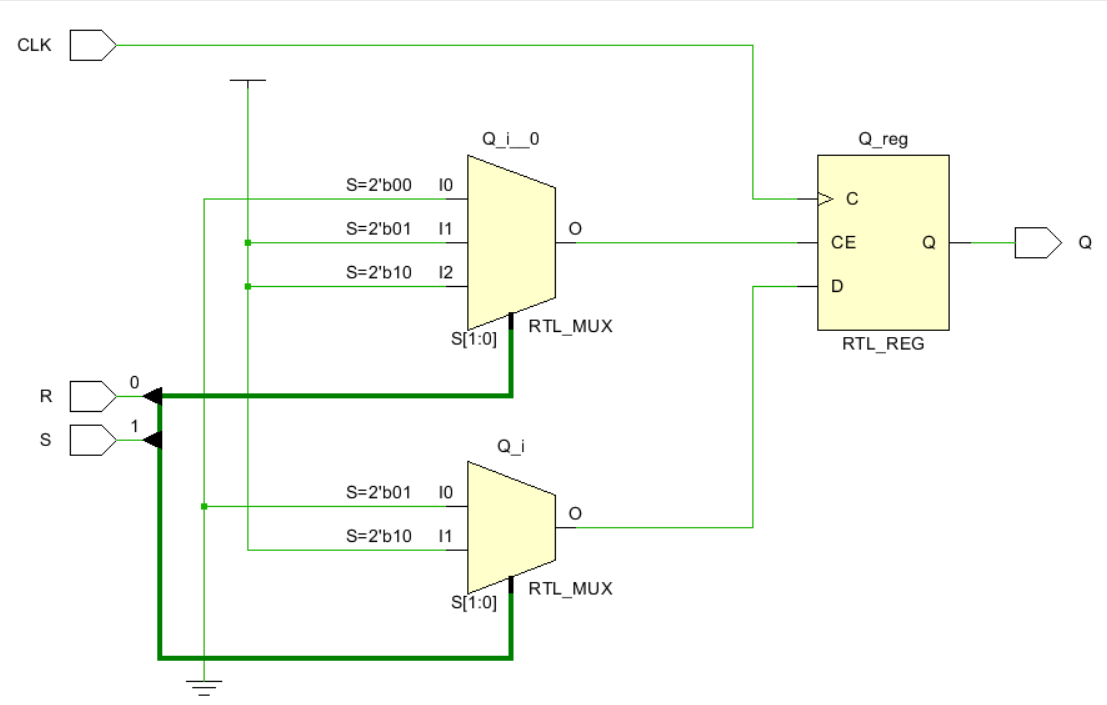 CLK
Q_i__0
Q_reg
S=2'b00 I0
C
S=2'b01 I1
O
CE
Q
Q
S=2'b10 I2
D
S[1:0]
RTL_MUX
RTL_REG
0
R
1
S
Q_i
S=2'b01 I0
O
S=2'b10 I1
S[1:0]
RTL_MUX